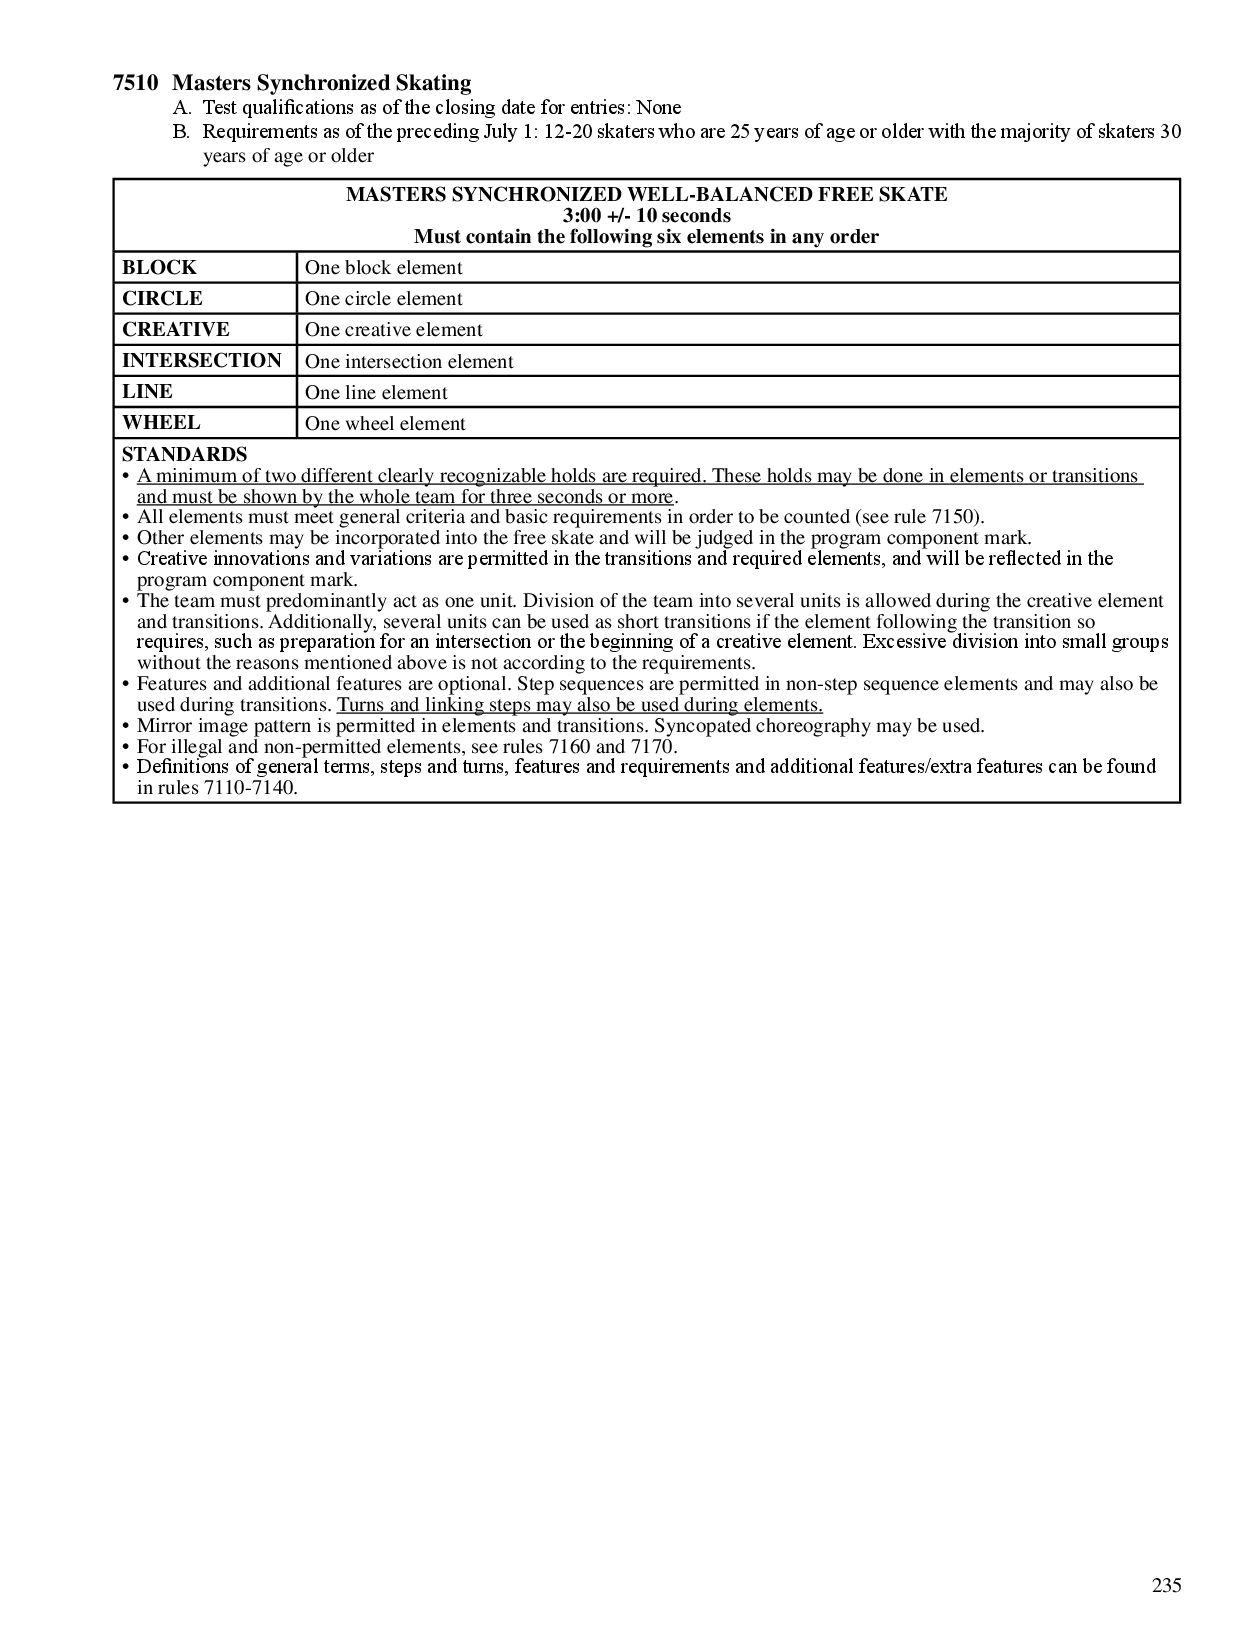 7510 Masters Synchronized Skating
A. Test qualifications as of the closing date for entries: None
B. Requirements as of the preceding July 1: 12-20 skaters who are 25 years of age or older with the majority of skaters 30
years of age or older
MASTERS SYNCHRONIZED WELL-BALANCED FREE SKATE
3:00 +/- 10 seconds
Must contain the following six elements in any order
BLOCK One block element
CIRCLE One circle element
CREATIVE One creative element
INTERSECTION One intersection element
LINE One line element
WHEEL One wheel element
STANDARDS
• A minimum of two different clearly recognizable holds are required. These holds may be done in elements or transitions
and must be shown by the whole team for three seconds or more.
• All elements must meet general criteria and basic requirements in order to be counted (see rule 7150).
• Other elements may be incorporated into the free skate and will be judged in the program component mark.
• Creative innovations and variations are permitted in the transitions and required elements, and will be reflected in the
program component mark.
• The team must predominantly act as one unit. Division of the team into several units is allowed during the creative element
and transitions. Additionally, several units can be used as short transitions if the element following the transition so
requires, such as preparation for an intersection or the beginning of a creative element. Excessive division into small groups
without the reasons mentioned above is not according to the requirements.
• Features and additional features are optional. Step sequences are permitted in non-step sequence elements and may also be
used during transitions. Turns and linking steps may also be used during elements.
• Mirror image pattern is permitted in elements and transitions. Syncopated choreography may be used.
• For illegal and non-permitted elements, see rules 7160 and 7170.
• Definitions of general terms, steps and turns, features and requirements and additional features/extra features can be found
in rules 7110-7140.
235